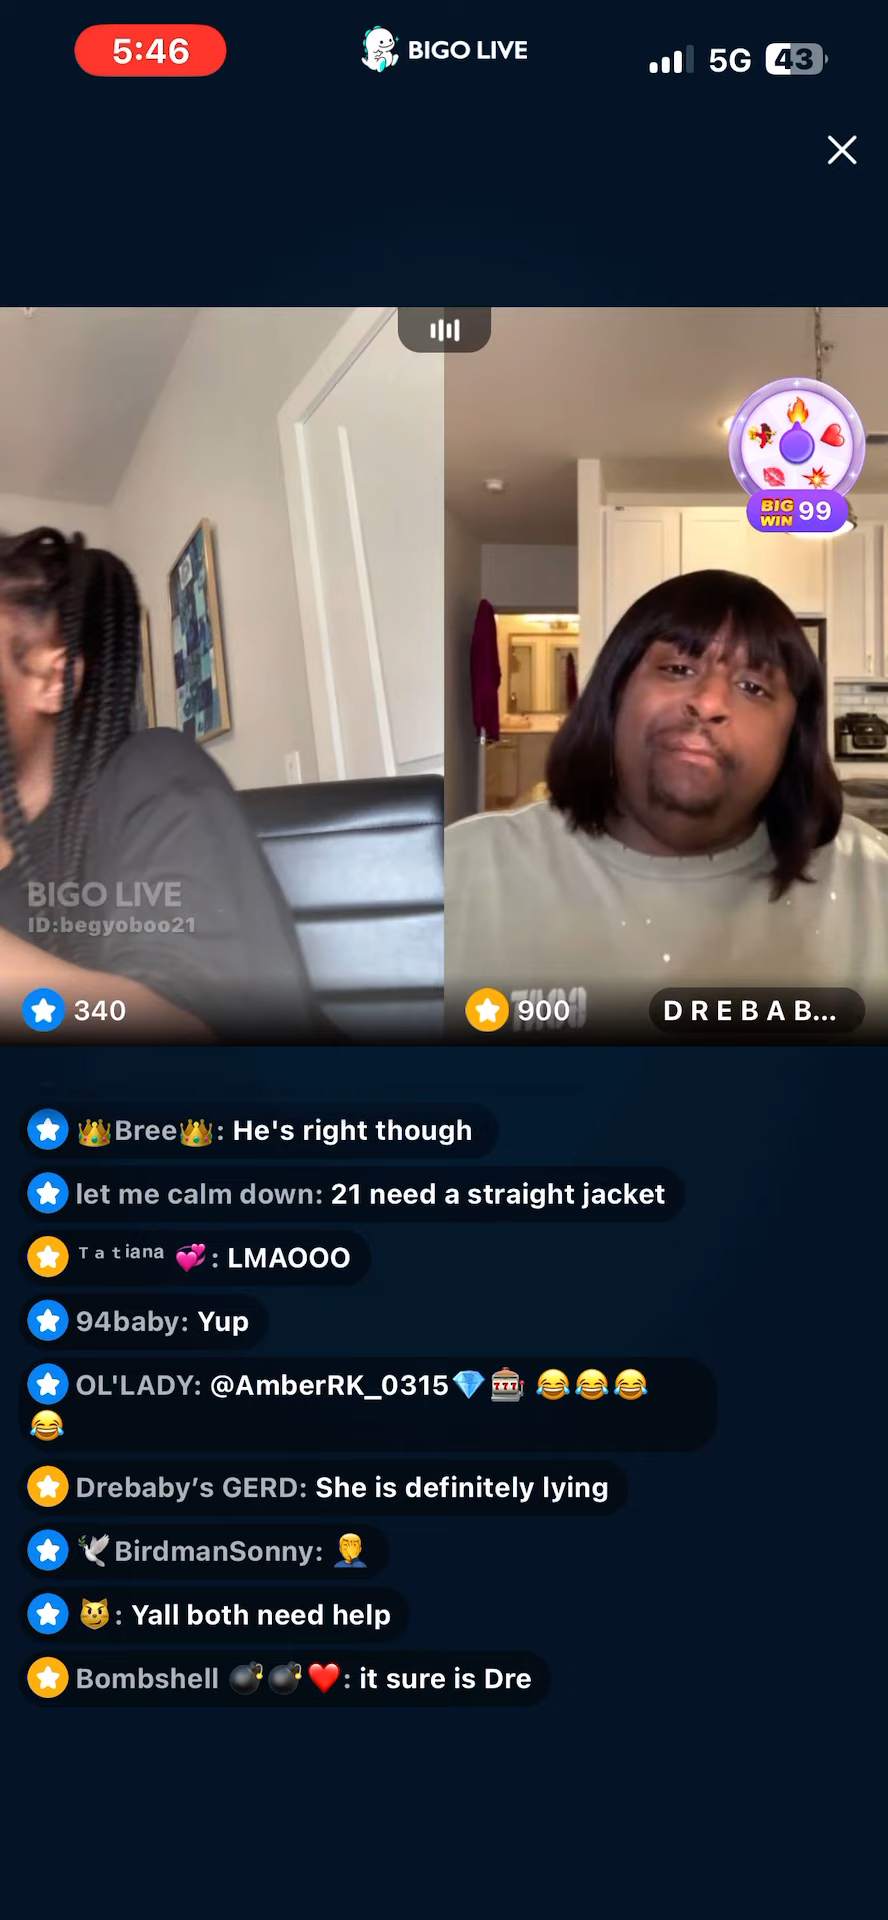 5:46
BIGO LIVE
5G
43
BIG WIN 99
BIGO LIVE
ID:begyoboo21
340
900
D R E B A B...
👑Bree👑: He's right though
let me calm down: 21 need a straight jacket
ᵀ ᵃ ᵗⁱᵃⁿᵃ 💞: LMAOOO
94baby: Yup
OL'LADY: @AmberRK_0315💎🎰 😂😂😂
😂
Drebaby’s GERD: She is definitely lying
🕊️BirdmanSonny: 🤦‍♂️
😼: Yall both need help
Bombshell 💣💣❤️: it sure is Dre